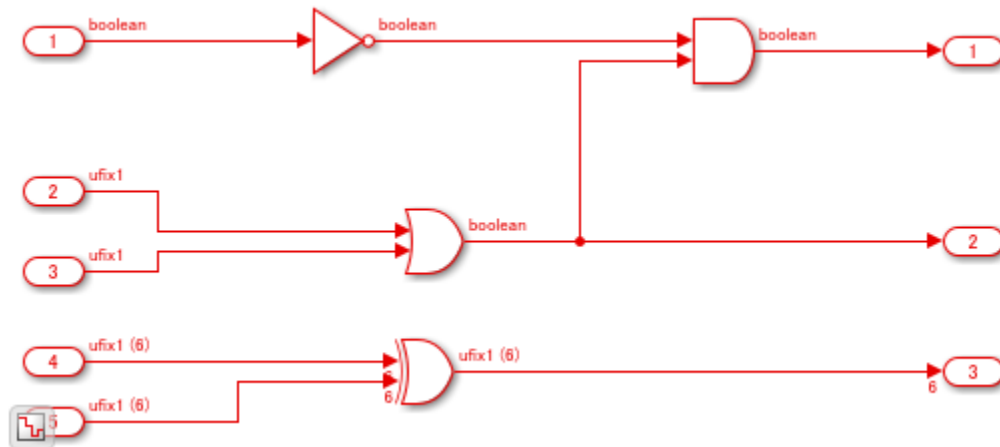 1 boolean boolean boolean 1
2 ufix1
3 ufix1 boolean 2
4 ufix1 (6) 6 ufix1 (6) 3
5 ufix1 (6) 6 6